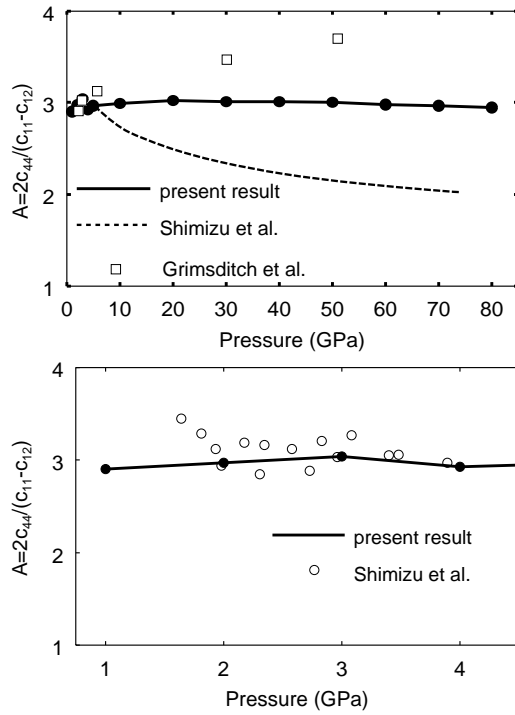 4
3
2
1
A=2c44/(c11-c12)
present result
Shimizu et al.
Grimsditch et al.
0 10 20 30 40 50 60 70 80
Pressure (GPa)
4
3
2
1
A=2c44/(c11-c12)
present result
Shimizu et al.
1 2 3 4
Pressure (GPa)